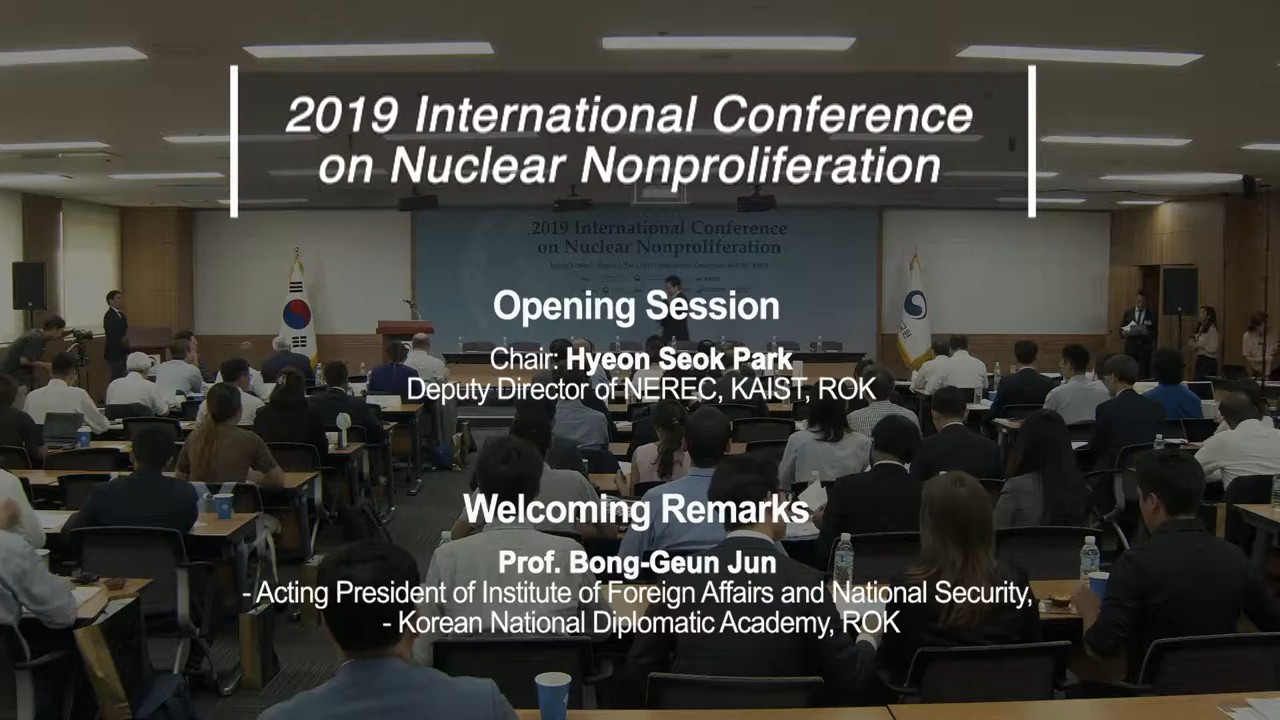 2019 International Conference
on Nuclear Nonproliferation
2019 International Conference
on Nuclear Nonproliferation
Opening Session
Chair: Hyeon Seok Park
Deputy Director of NEREC, KAIST, ROK
Welcoming Remarks
Prof. Bong-Geun Jun
- Acting President of Institute of Foreign Affairs and National Security,
- Korean National Diplomatic Academy, ROK